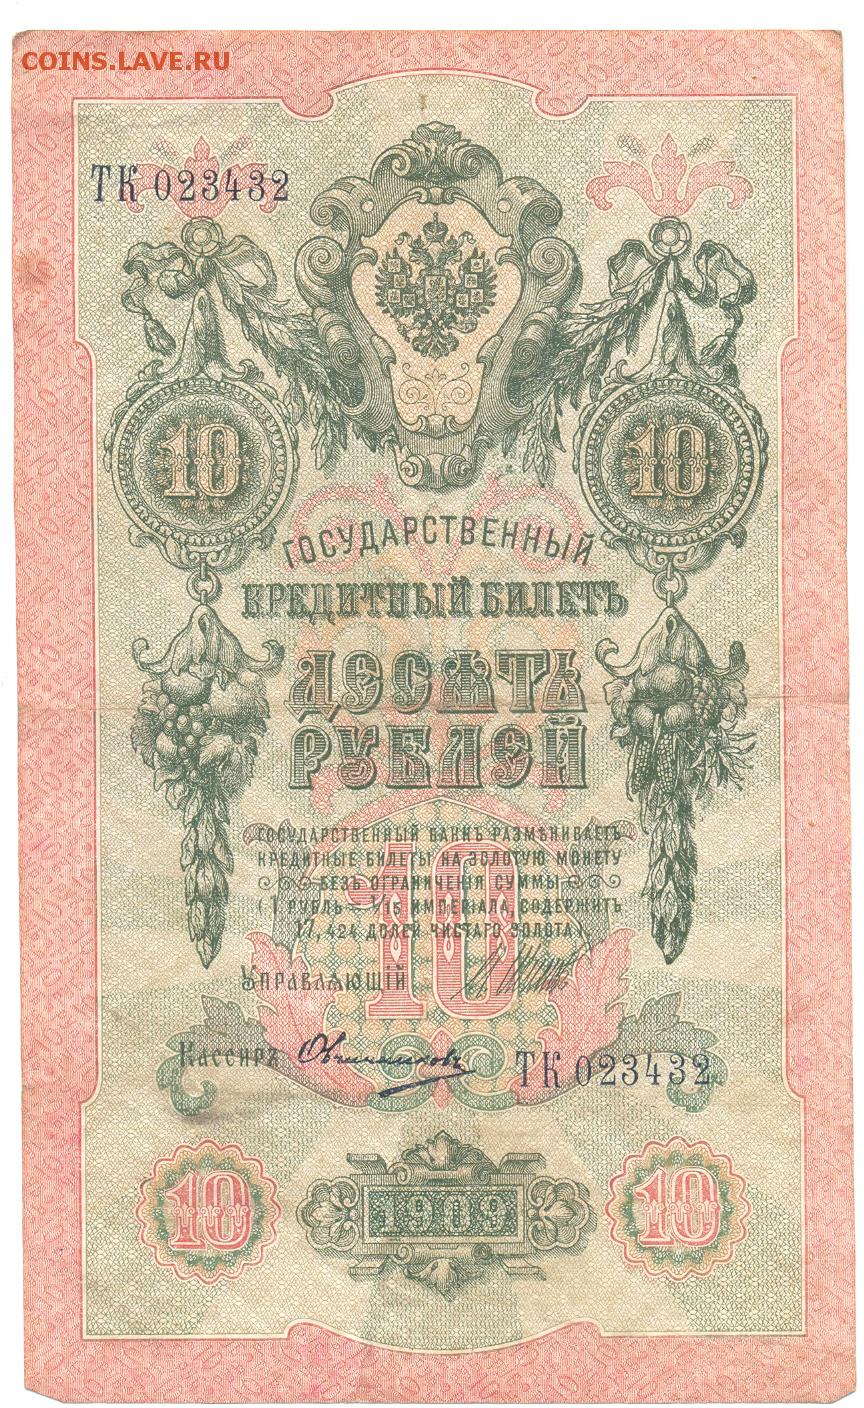 COINS.LAVE.RU
ТК 023432
10 10
ГОСУДАРСТВЕННЫЙ
КРЕДИТНЫЙ БИЛЕТЪ
ДЕСЯТЬ
РУБЛЕЙ
ГОСУДАРСТВЕННЫЙ БАНКЪ РАЗМѢНИВАЕТЪ
КРЕДИТНЫЕ БИЛЕТЫ НА ЗОЛОТУЮ МОНЕТУ
БЕЗЪ ОГРАНИЧЕНІЯ СУММЫ
(1 РУБЛЬ = 1/15 ИМПЕРІАЛА, СОДЕРЖИТЪ
17,424 ДОЛЕЙ ЧИСТАГО ЗОЛОТА).
10
УПРАВЛЯЮЩІЙ
КАССИРЪ Овчинниковъ ТК 023432
10 1909 10